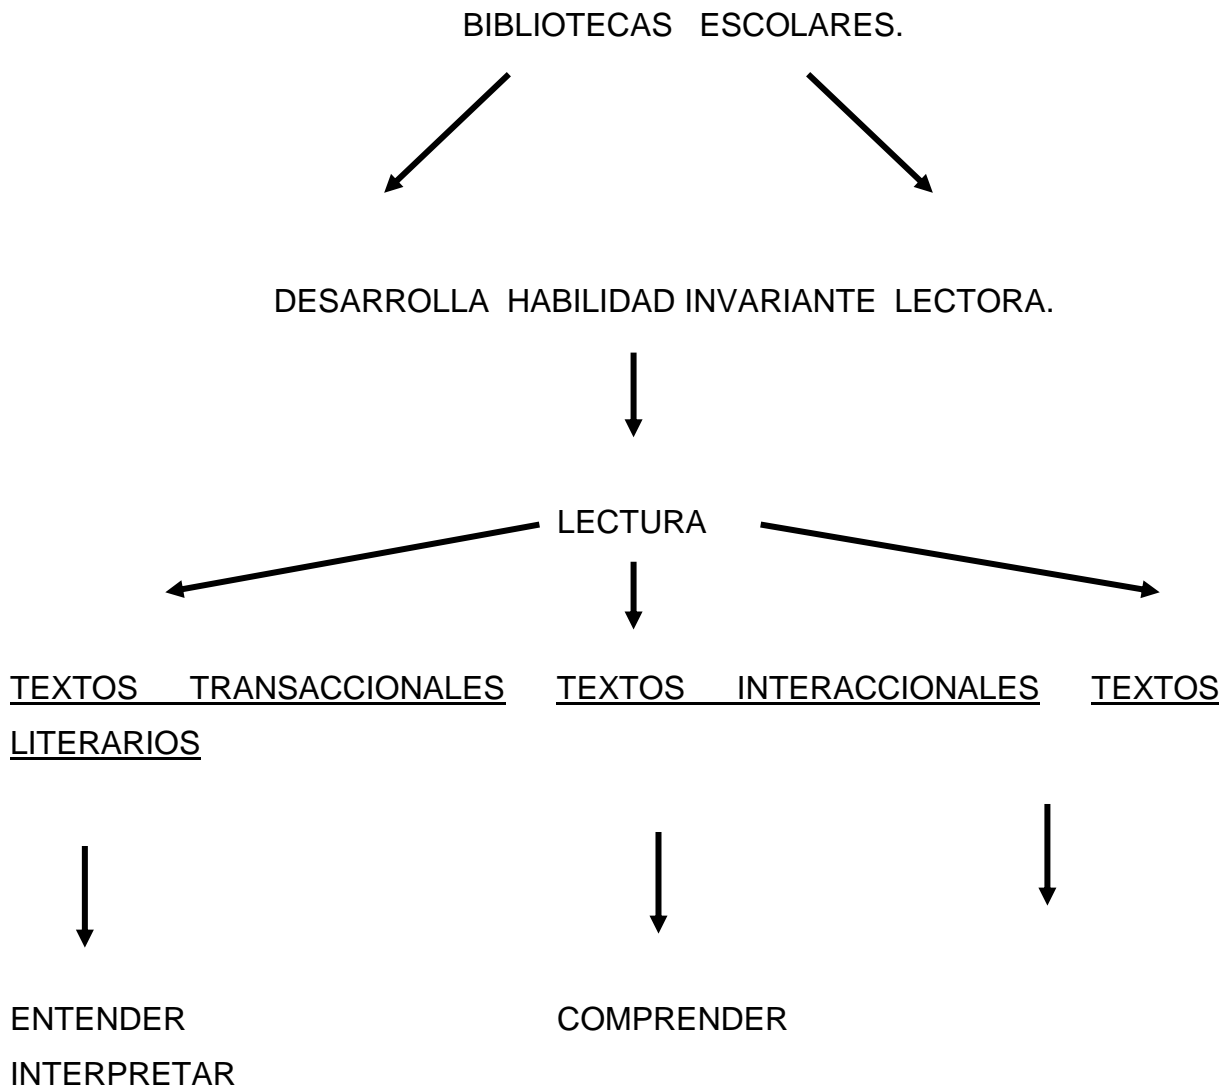 BIBLIOTECAS ESCOLARES.
DESARROLLA HABILIDAD INVARIANTE LECTORA.
LECTURA
TEXTOS TRANSACCIONALES TEXTOS INTERACCIONALES TEXTOS
LITERARIOS
ENTENDER COMPRENDER
INTERPRETAR